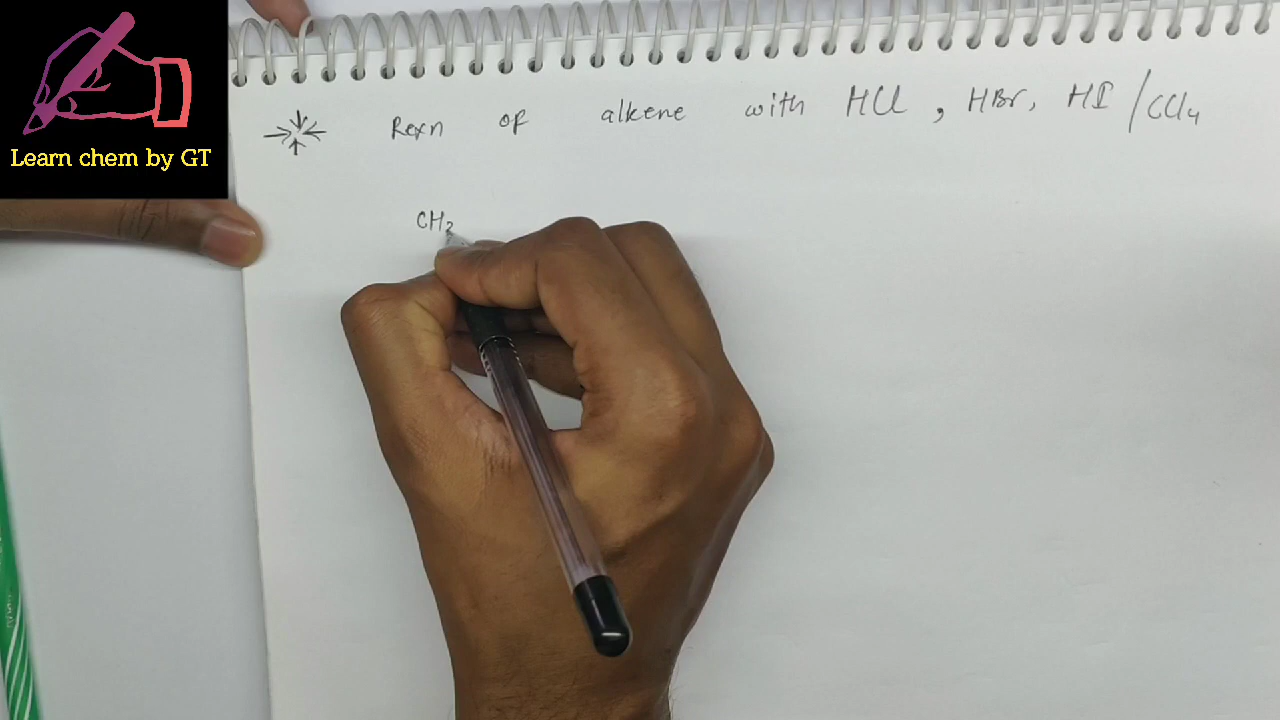 Learn chem by GT
Rexn of alkene with HCl, HBr, HI /CCl4
CH2